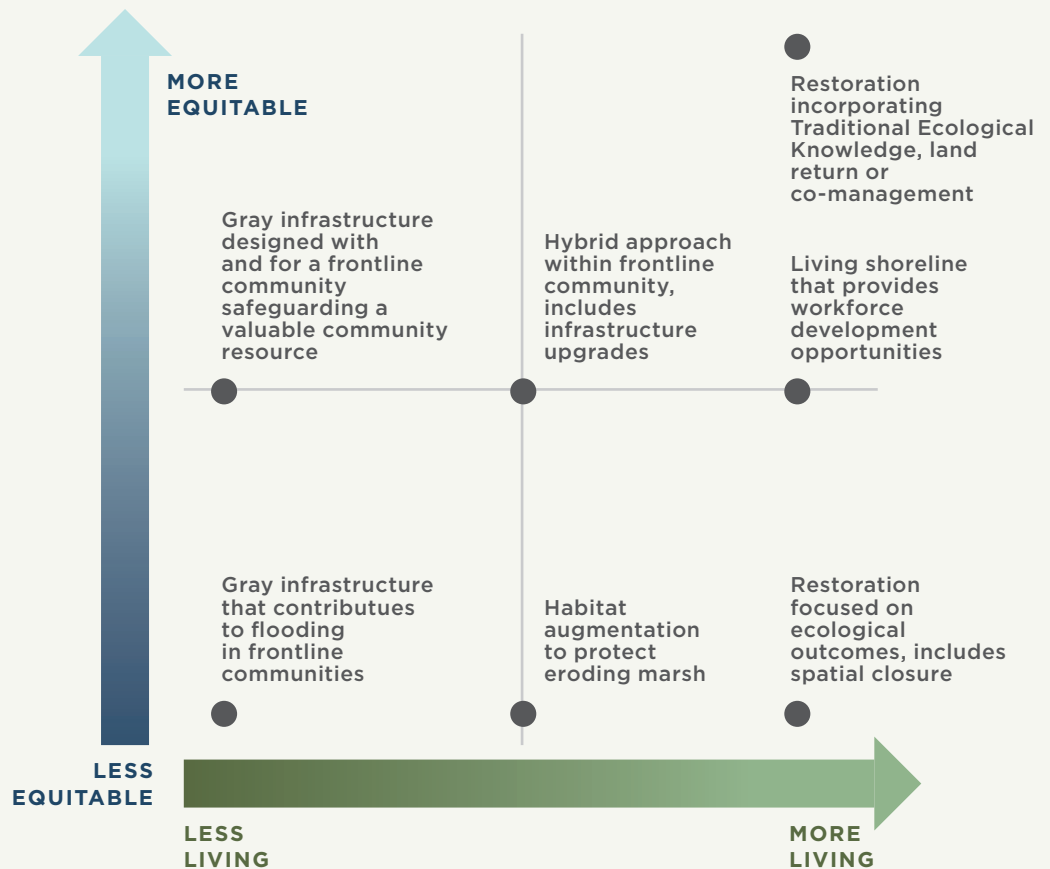 MORE
EQUITABLE
Restoration
incorporating
Traditional Ecological
Knowledge, land
return or
co-management
Gray infrastructure
designed with
and for a frontline
community
safeguarding a
valuable community
resource
Hybrid approach
within frontline
community,
includes
infrastructure
upgrades
Living shoreline
that provides
workforce
development
opportunities
Gray infrastructure
that contributues
to flooding
in frontline
communities
Habitat
augmentation
to protect
eroding marsh
Restoration
focused on
ecological
outcomes, includes
spatial closure
LESS
EQUITABLE
LESS
LIVING
MORE
LIVING